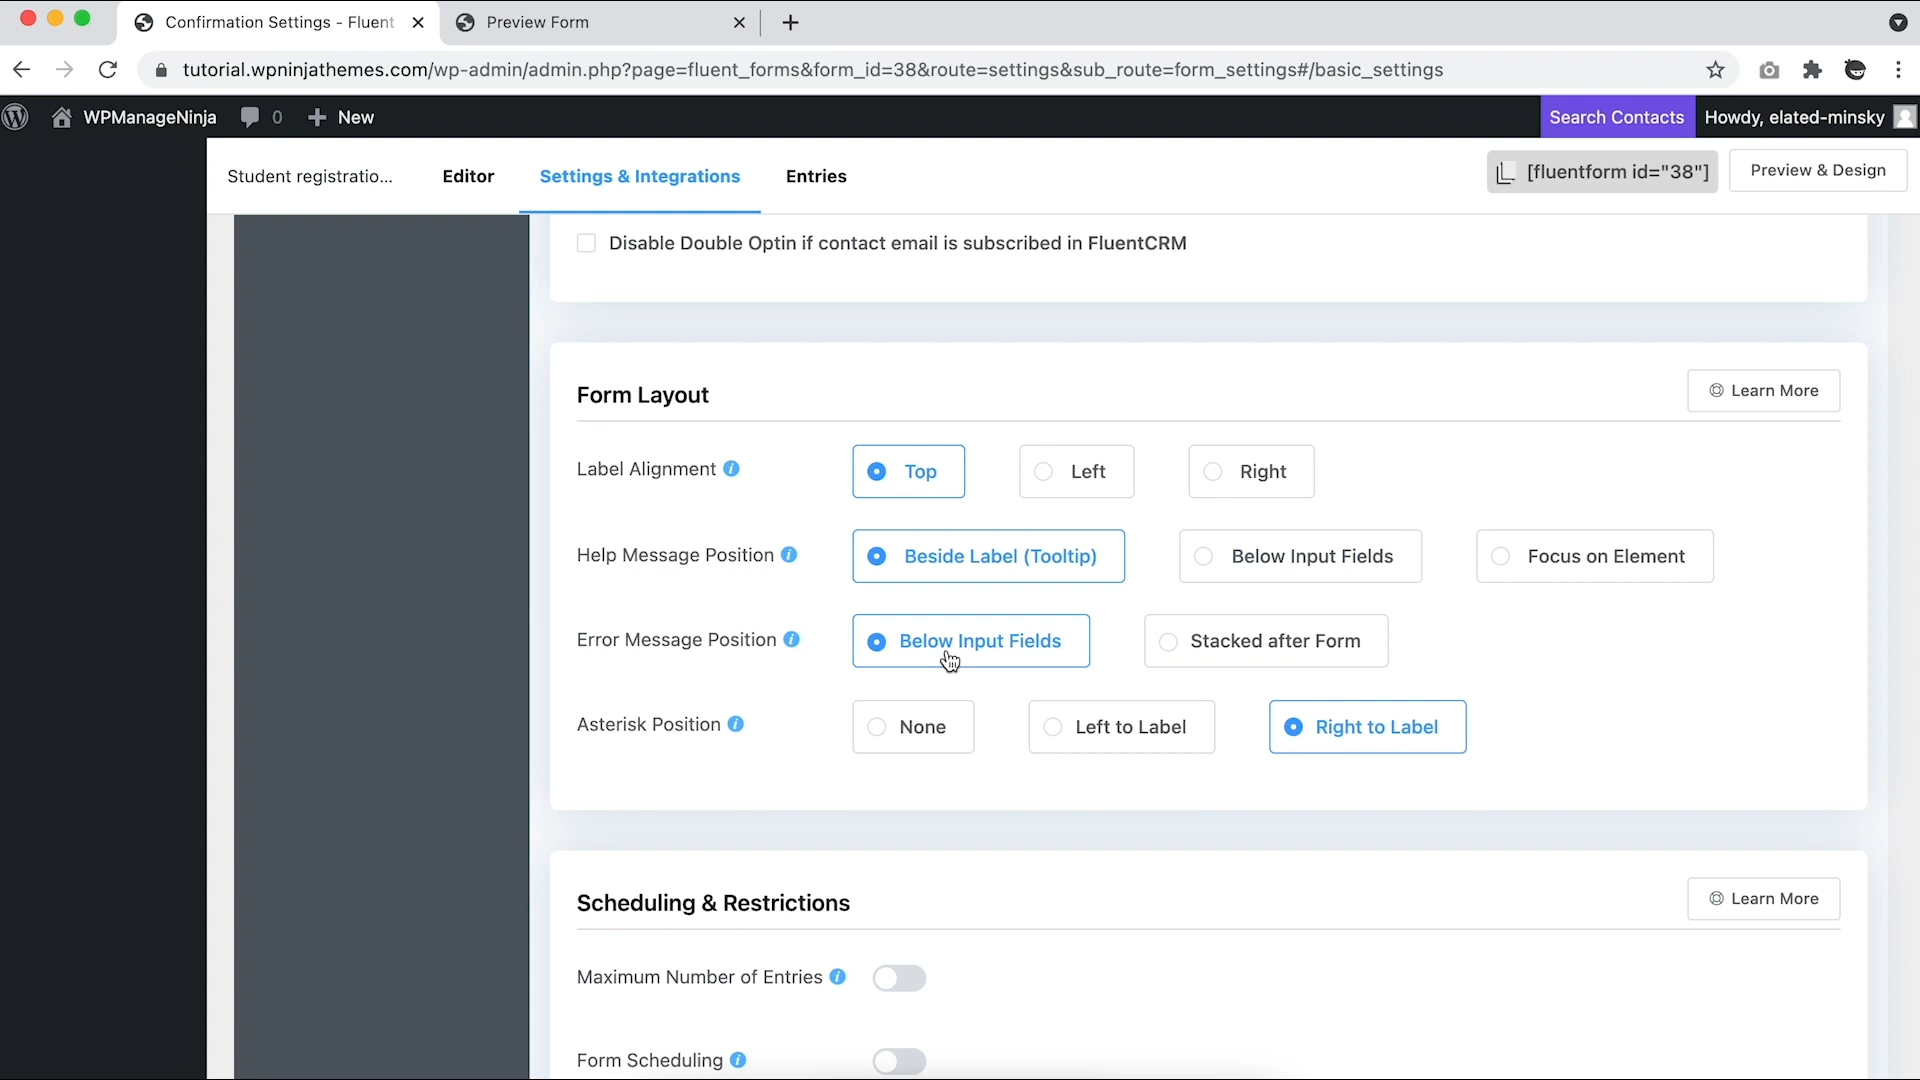 Confirmation Settings - Fluent
Preview Form
tutorial.wpninjathemes.com/wp-admin/admin.php?page=fluent_forms&form_id=38&route=settings&sub_route=form_settings#/basic_settings
WPManageNinja
0
New
Search Contacts
Howdy, elated-minsky
Student registratio...
Editor
Settings & Integrations
Entries
[fluentform id="38"]
Preview & Design
Disable Double Optin if contact email is subscribed in FluentCRM
Form Layout
Learn More
Label Alignment
Top
Left
Right
Help Message Position
Beside Label (Tooltip)
Below Input Fields
Focus on Element
Error Message Position
Below Input Fields
Stacked after Form
Asterisk Position
None
Left to Label
Right to Label
Scheduling & Restrictions
Learn More
Maximum Number of Entries
Form Scheduling